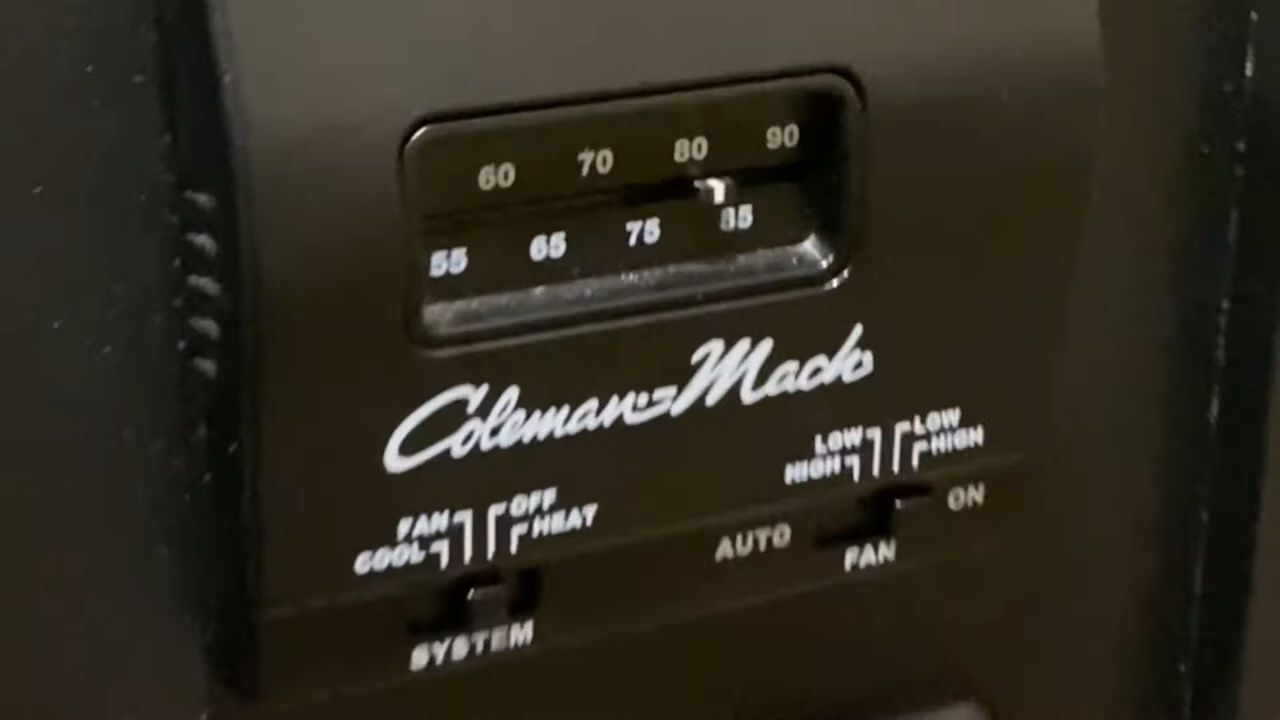 60 70 80 90
55 65 75 85
Coleman-Mach
LOW LOW
HIGH HIGH
FAN OFF
COOL HEAT
AUTO ON
FAN
SYSTEM